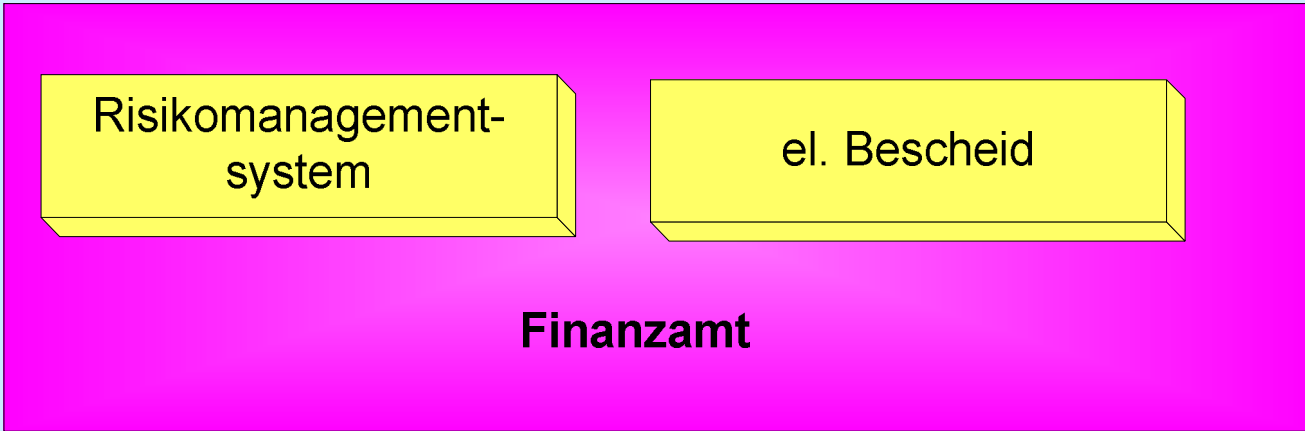 Risikomanagement-
system
el. Bescheid
Finanzamt